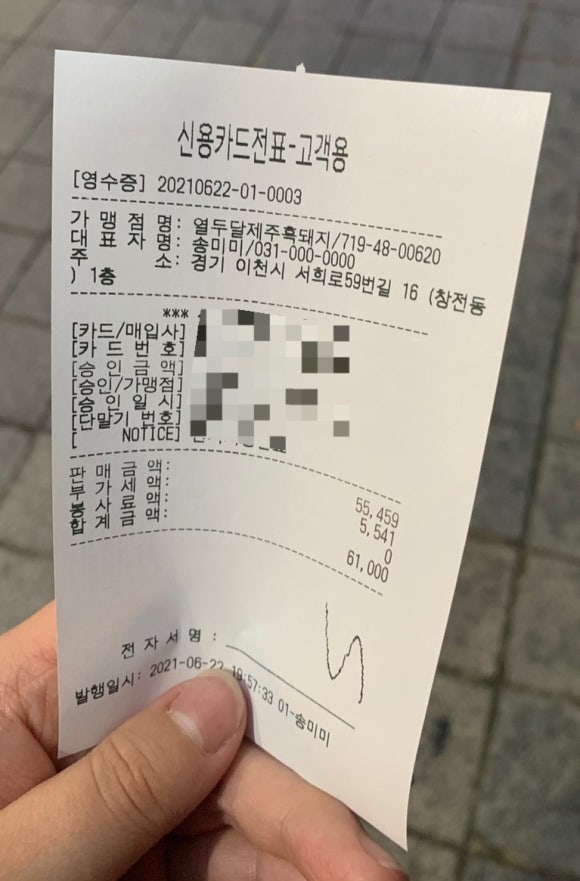 신용카드전표-고객용
[영수증] 20210622-01-0003
가 맹 점 명: 열두달제주흑돼지/719-48-00620
대 표 자 명: 송미미/031-000-0000
주 소: 경기 이천시 서희로59번길 16 (창전동
) 1층
***
[카드/매입사]
[카 드 번 호]
[승 인 금 액]
[승인/가맹점]
[승 인 일 시]
[단말기 번호]
[ NOTICE]
판 매 금 액: 55,459
부 가 세 액: 5,541
봉 사 료 액: 0
합 계 금 액: 61,000
전 자 서 명 :
발행일시: 2021-06-22 19:57:33 01-송미미